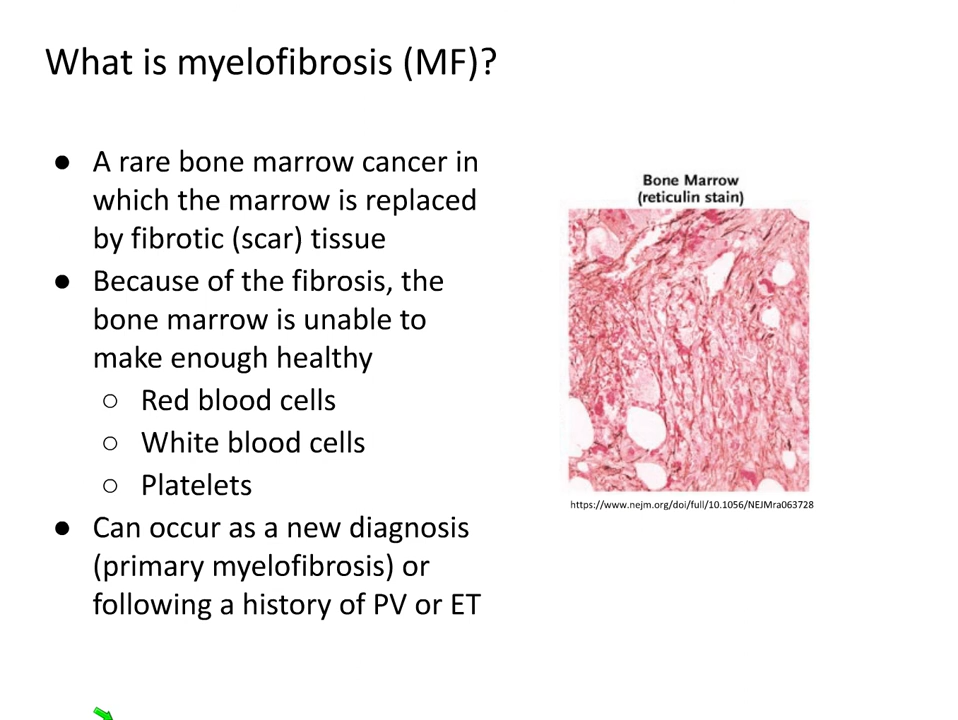 What is myelofibrosis (MF)?
● A rare bone marrow cancer in
which the marrow is replaced
by fibrotic (scar) tissue
● Because of the fibrosis, the
bone marrow is unable to
make enough healthy
○ Red blood cells
○ White blood cells
○ Platelets
● Can occur as a new diagnosis
(primary myelofibrosis) or
following a history of PV or ET
Bone Marrow
(reticulin stain)
https://www.nejm.org/doi/full/10.1056/NEJMra063728